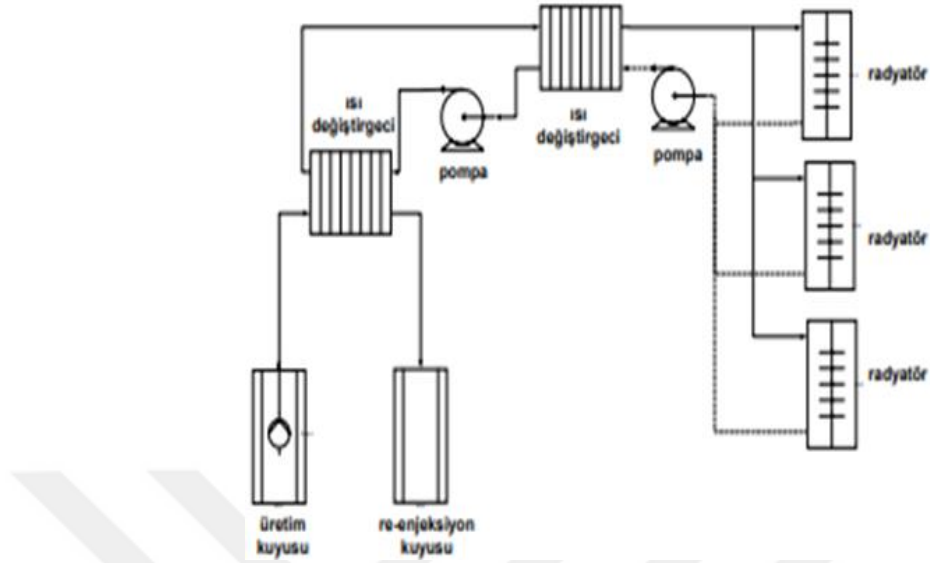 ısı
değiştirgeci
pompa
ısı
değiştirgeci
pompa
radyatör
radyatör
radyatör
üretim
kuyusu
re-enjeksiyon
kuyusu